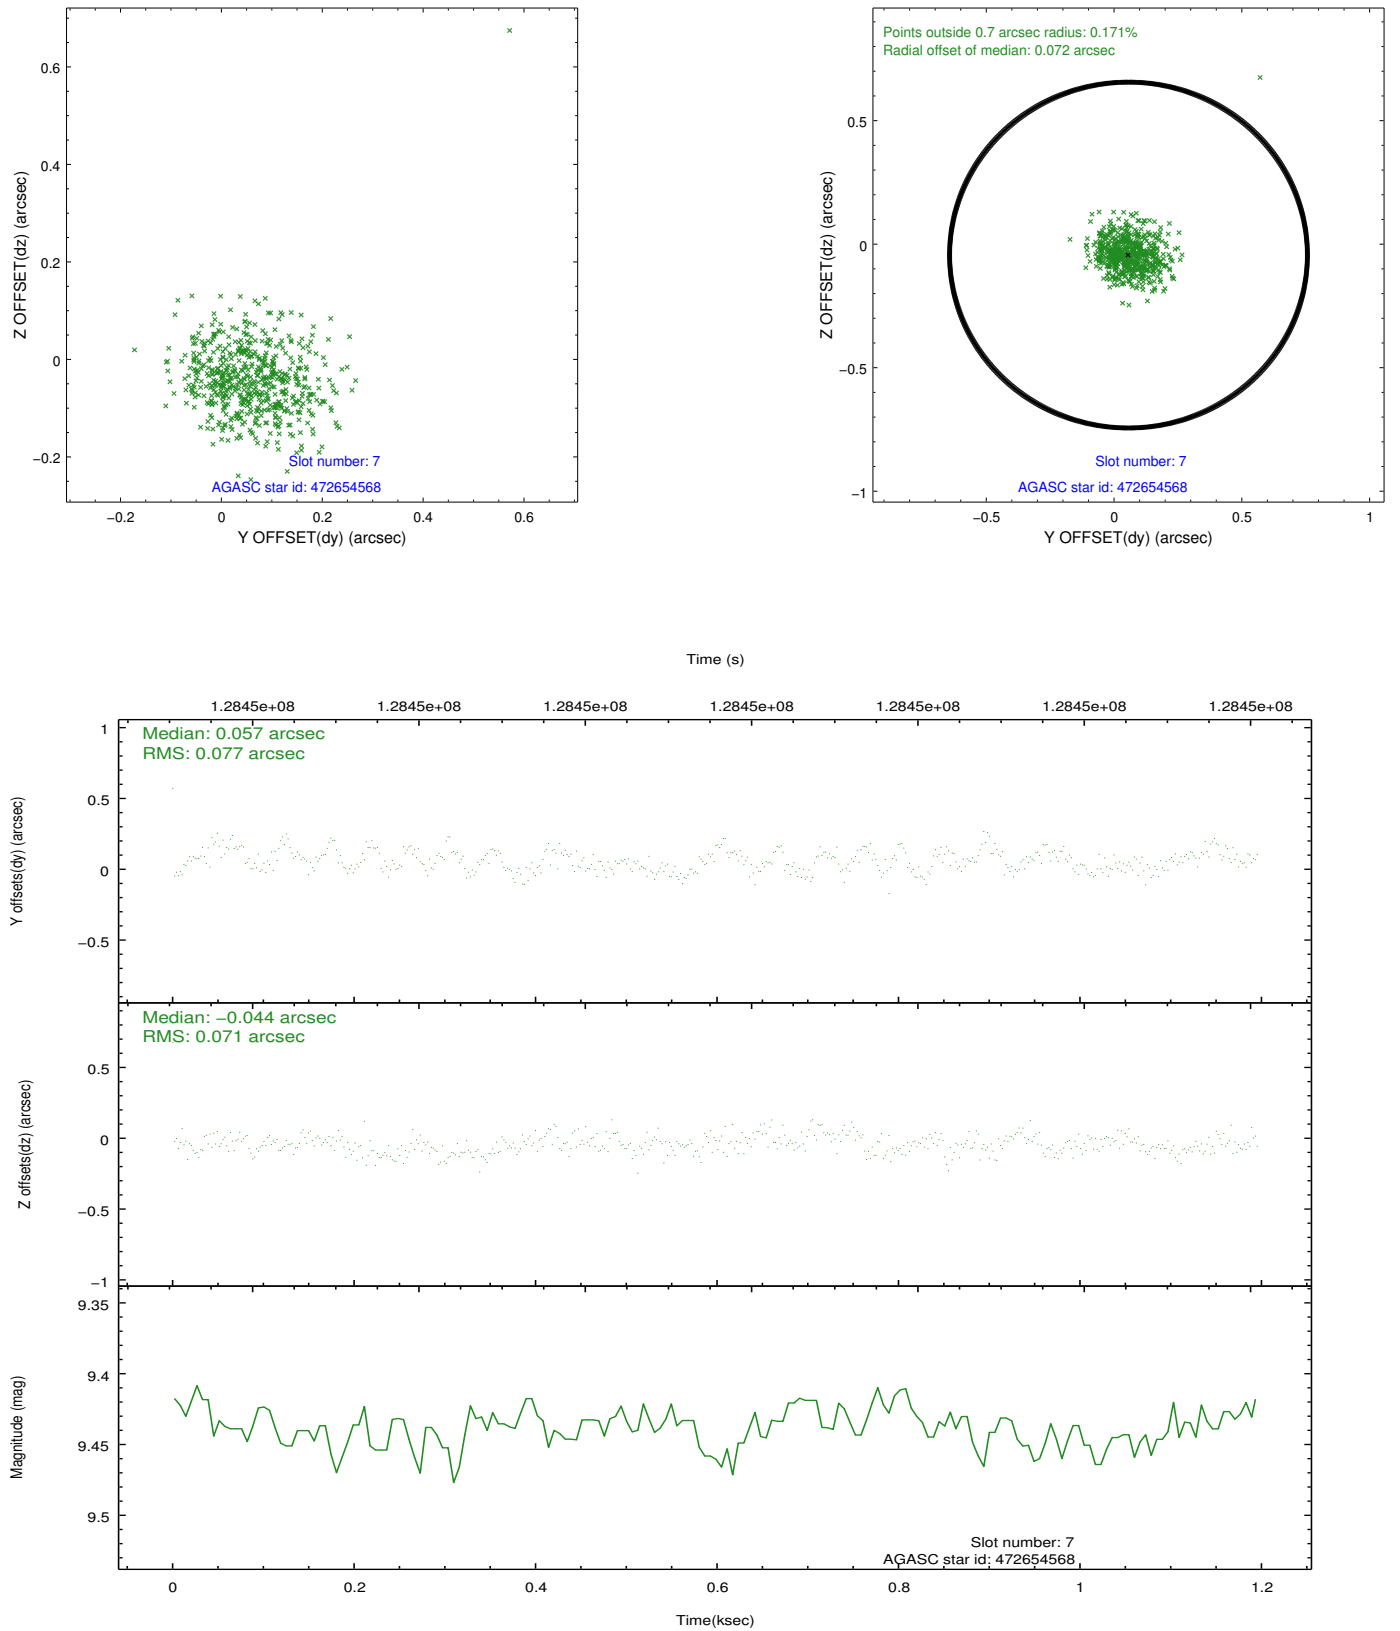 0.6
0.4
0.2
0
−0.2
Z OFFSET(dz) (arcsec)
Slot number: 7
AGASC star id: 472654568
−0.2 0 0.2 0.4 0.6
Y OFFSET(dy) (arcsec)
Points outside 0.7 arcsec radius: 0.171%
Radial offset of median: 0.072 arcsec
0.5
0
−0.5
−1
Z OFFSET(dz) (arcsec)
Slot number: 7
AGASC star id: 472654568
−0.5 0 0.5 1
Y OFFSET(dy) (arcsec)
Time (s)
1.2845e+08 1.2845e+08 1.2845e+08 1.2845e+08 1.2845e+08 1.2845e+08 1.2845e+08
Median: 0.057 arcsec
RMS: 0.077 arcsec
1
0.5
0
−0.5
Y offsets(dy) (arcsec)
Median: −0.044 arcsec
RMS: 0.071 arcsec
0.5
0
−0.5
−1
Z offsets(dz) (arcsec)
9.35
9.4
9.45
9.5
Magnitude (mag)
Slot number: 7
AGASC star id: 472654568
0 0.2 0.4 0.6 0.8 1 1.2
Time(ksec)